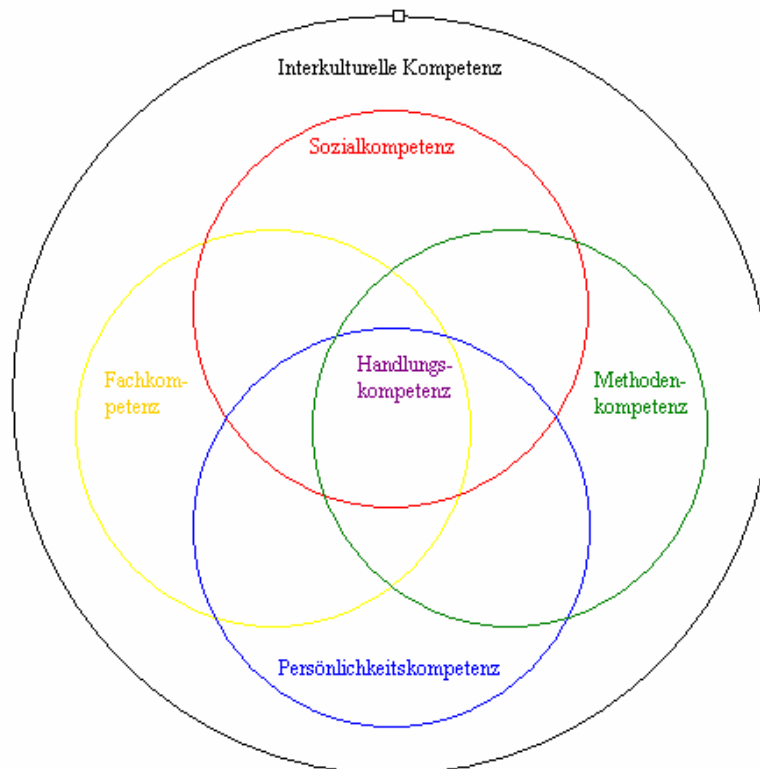 Interkulturelle Kompetenz
Sozialkompetenz
Fachkom-
petenz
Handlungs-
kompetenz
Methoden-
kompetenz
Persönlichkeitskompetenz